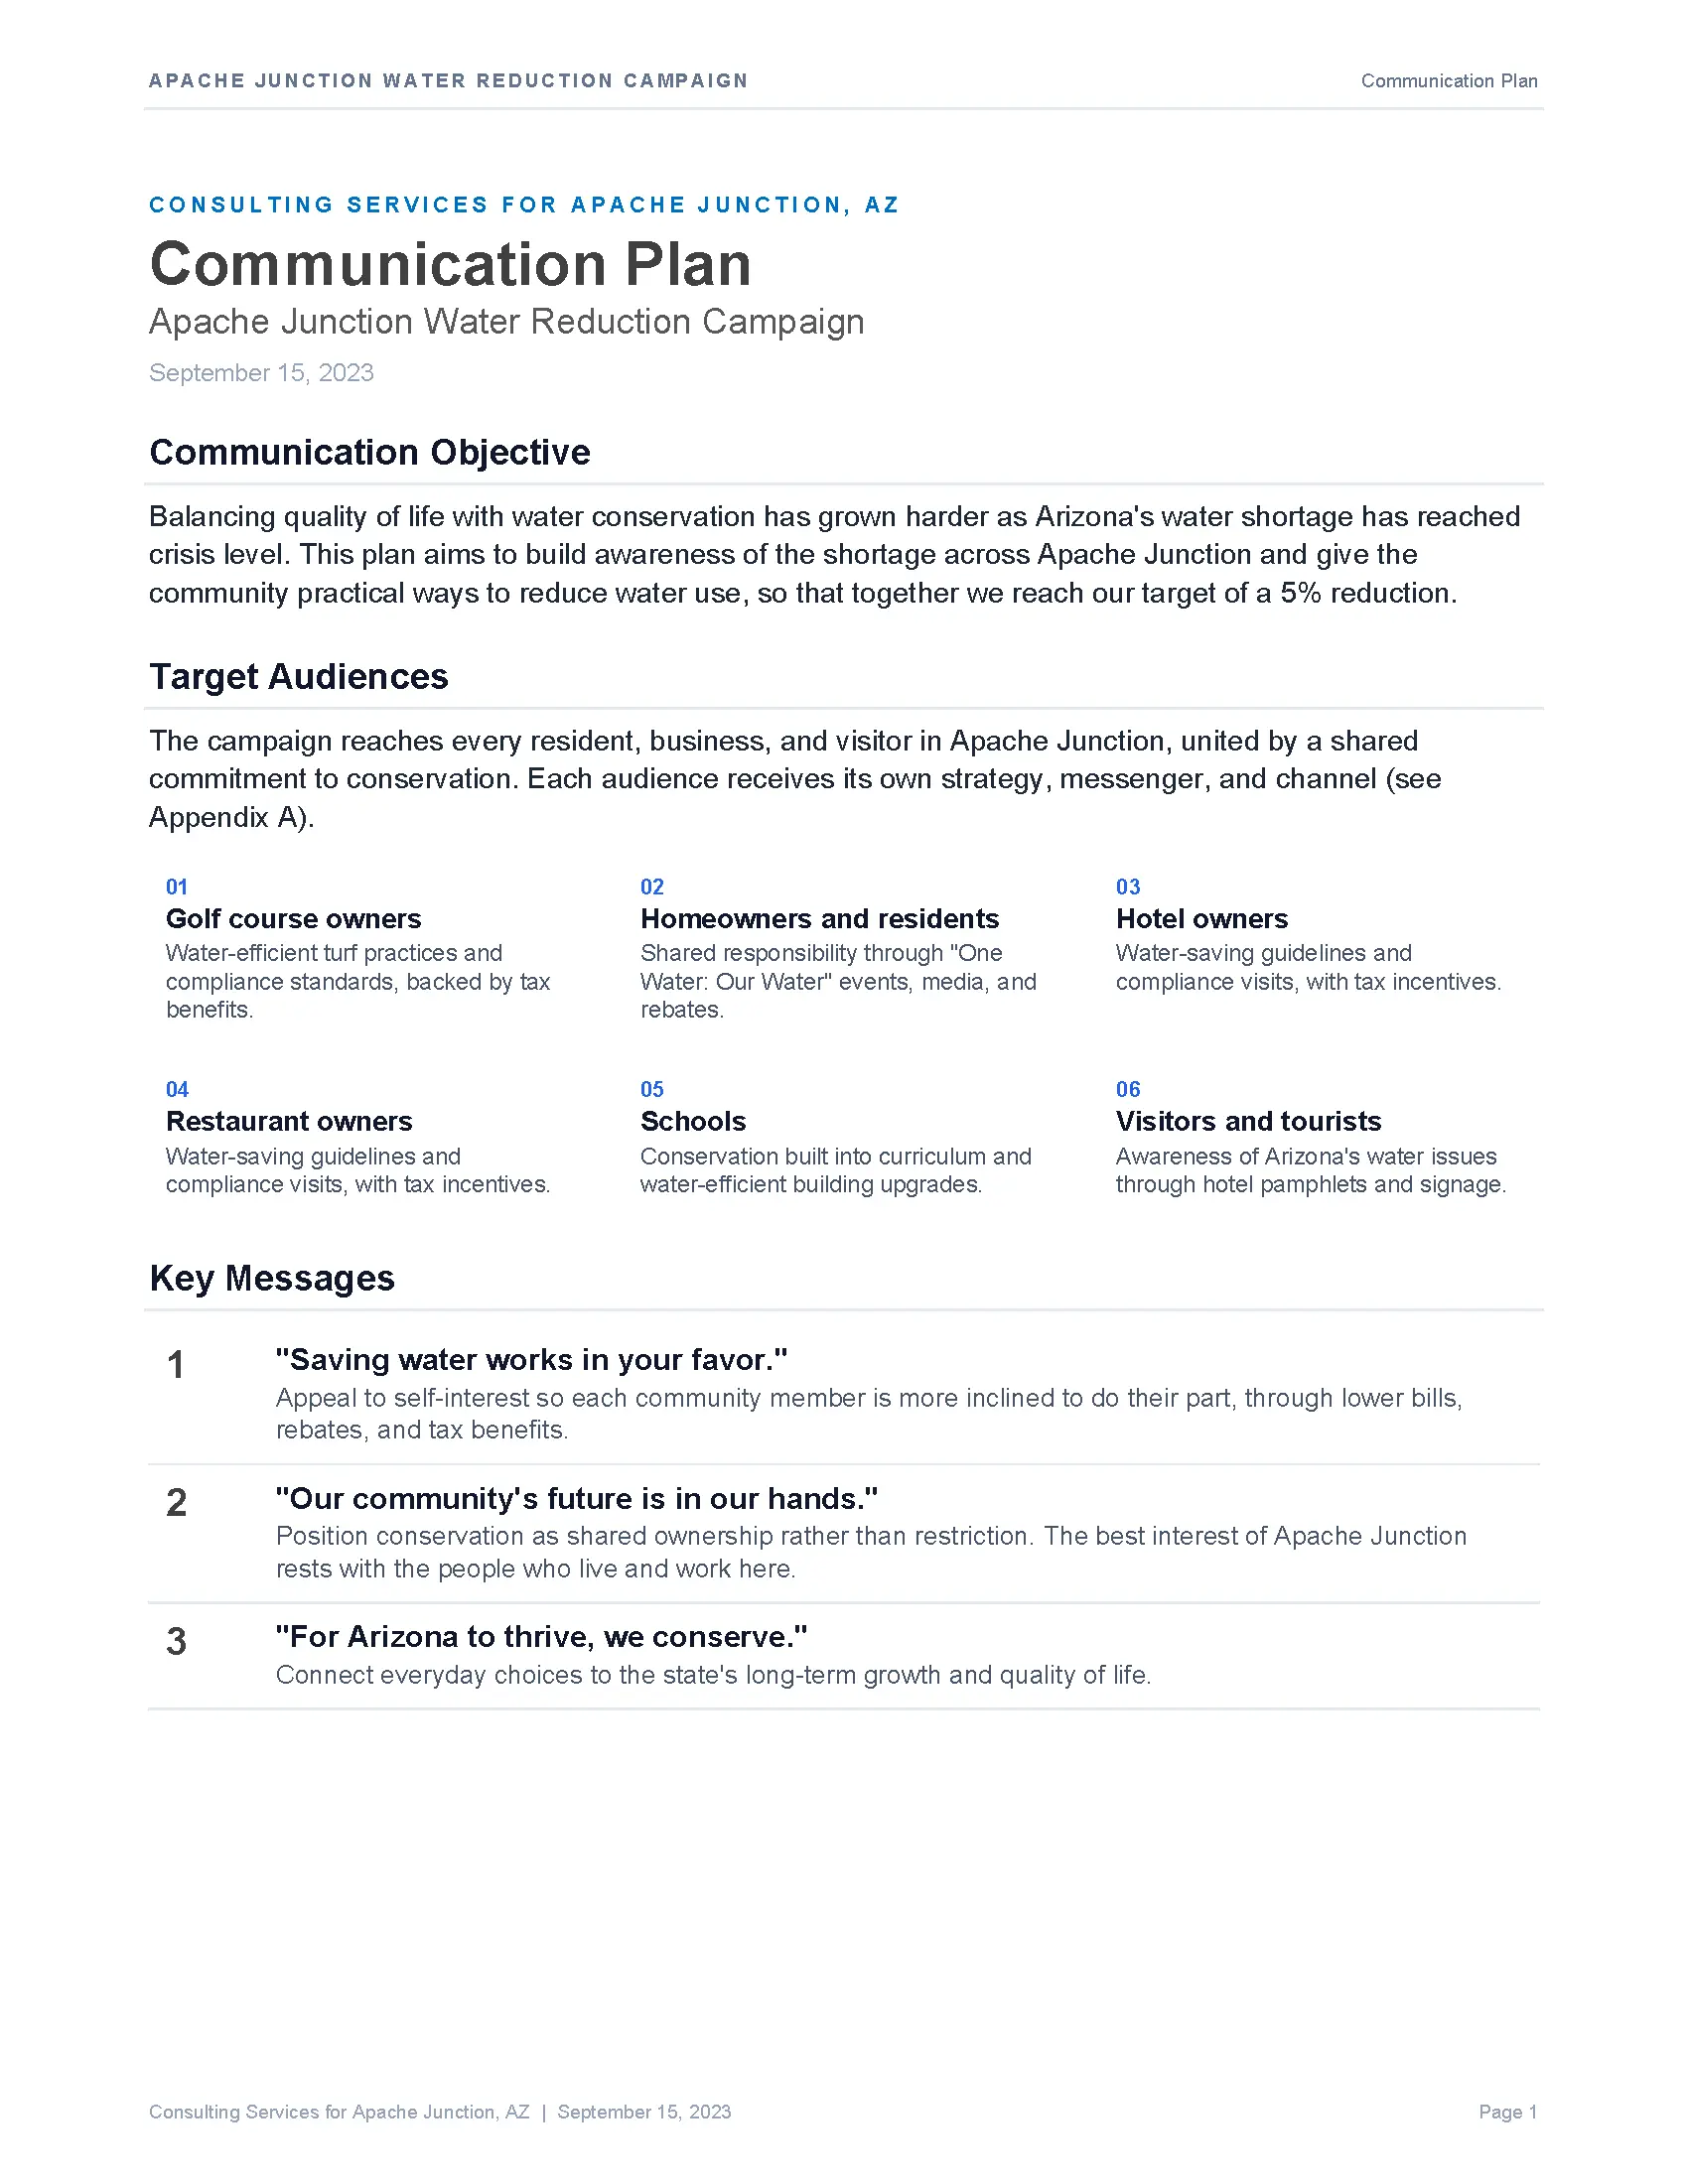 APACHE JUNCTION WATER REDUCTION CAMPAIGN
Communication Plan
CONSULTING SERVICES FOR APACHE JUNCTION, AZ
Communication Plan
Apache Junction Water Reduction Campaign
September 15, 2023
Communication Objective
Balancing quality of life with water conservation has grown harder as Arizona's water shortage has reached
crisis level. This plan aims to build awareness of the shortage across Apache Junction and give the
community practical ways to reduce water use, so that together we reach our target of a 5% reduction.
Target Audiences
The campaign reaches every resident, business, and visitor in Apache Junction, united by a shared
commitment to conservation. Each audience receives its own strategy, messenger, and channel (see
Appendix A).
01
Golf course owners
Water-efficient turf practices and
compliance standards, backed by tax
benefits.
02
Homeowners and residents
Shared responsibility through "One
Water: Our Water" events, media, and
rebates.
03
Hotel owners
Water-saving guidelines and
compliance visits, with tax incentives.
04
Restaurant owners
Water-saving guidelines and
compliance visits, with tax incentives.
05
Schools
Conservation built into curriculum and
water-efficient building upgrades.
06
Visitors and tourists
Awareness of Arizona's water issues
through hotel pamphlets and signage.
Key Messages
1
"Saving water works in your favor."
Appeal to self-interest so each community member is more inclined to do their part, through lower bills,
rebates, and tax benefits.
2
"Our community's future is in our hands."
Position conservation as shared ownership rather than restriction. The best interest of Apache Junction
rests with the people who live and work here.
3
"For Arizona to thrive, we conserve."
Connect everyday choices to the state's long-term growth and quality of life.
Consulting Services for Apache Junction, AZ | September 15, 2023
Page 1